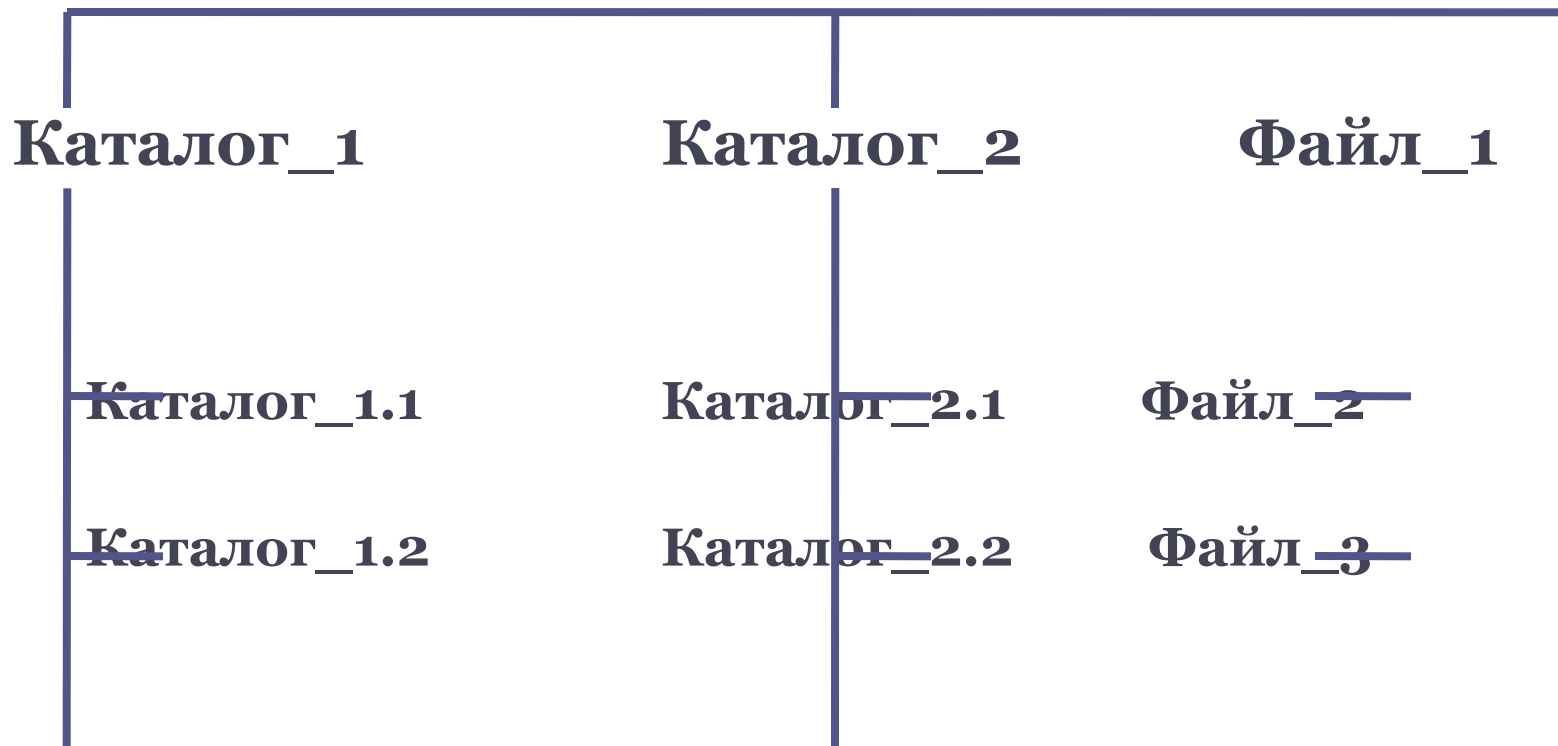 Каталог_1 Каталог_2 Файл_1
Каталог_1.1 Каталог_2.1 Файл_2
Каталог_1.2 Каталог_2.2 Файл_3